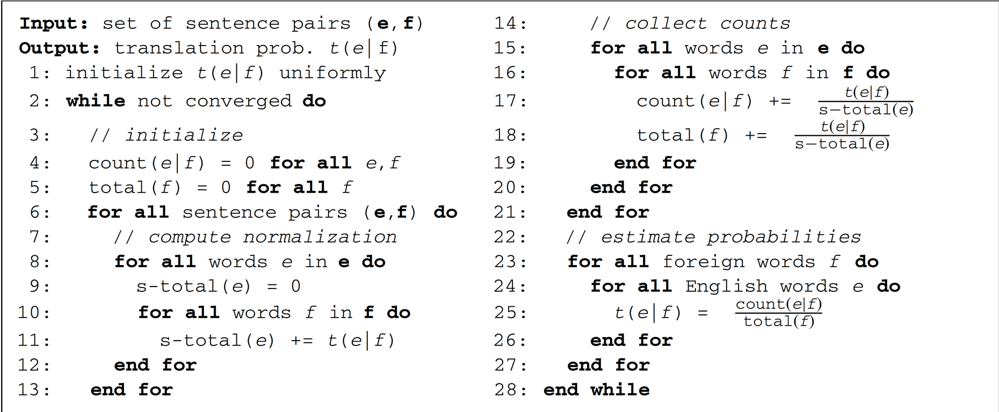 Input: set of sentence pairs (e,f)
Output: translation prob. t(e|f)
1: initialize t(e|f) uniformly
2: while not converged do
3: // initialize
4: count(e|f) = 0 for all e,f
5: total(f) = 0 for all f
6: for all sentence pairs (e,f) do
7: // compute normalization
8: for all words e in e do
9: s-total(e) = 0
10: for all words f in f do
11: s-total(e) += t(e|f)
12: end for
13: end for
14: // collect counts
15: for all words e in e do
16: for all words f in f do
17: count(e|f) += t(e|f) / s−total(e)
18: total(f) += t(e|f) / s−total(e)
19: end for
20: end for
21: end for
22: // estimate probabilities
23: for all foreign words f do
24: for all English words e do
25: t(e|f) = count(e|f) / total(f)
26: end for
27: end for
28: end while